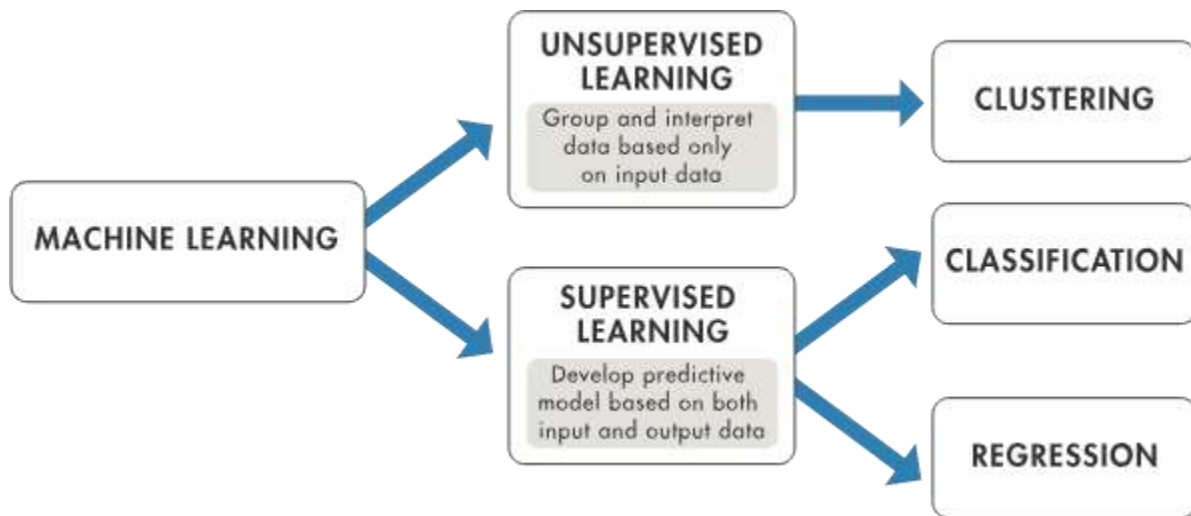 MACHINE LEARNING
UNSUPERVISED
LEARNING
Group and interpret
data based only
on input data
SUPERVISED
LEARNING
Develop predictive
model based on both
input and output data
CLUSTERING
CLASSIFICATION
REGRESSION